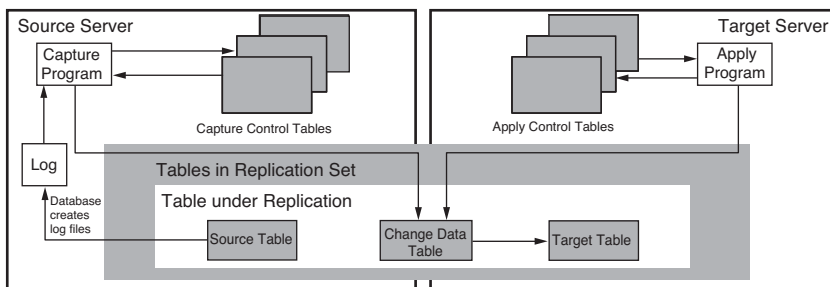 Source Server
Target Server
Capture
Program
Apply
Program
Capture Control Tables
Apply Control Tables
Log
Tables in Replication Set
Table under Replication
Database
creates
log files
Source Table
Change Data
Table
Target Table